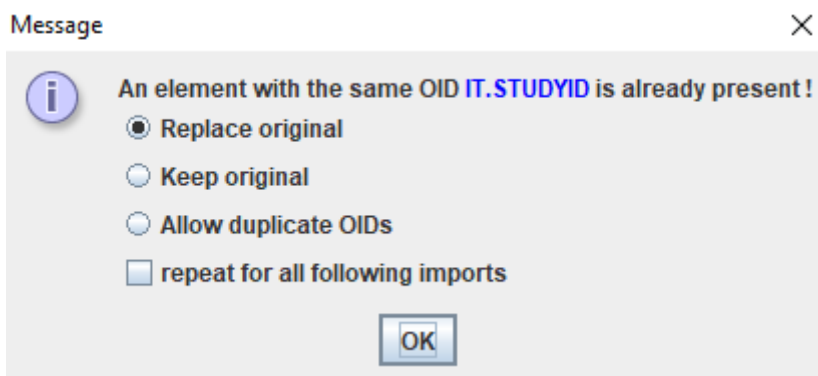 Message
An element with the same OID IT.STUDYID is already present !
Replace original
Keep original
Allow duplicate OIDs
repeat for all following imports
OK